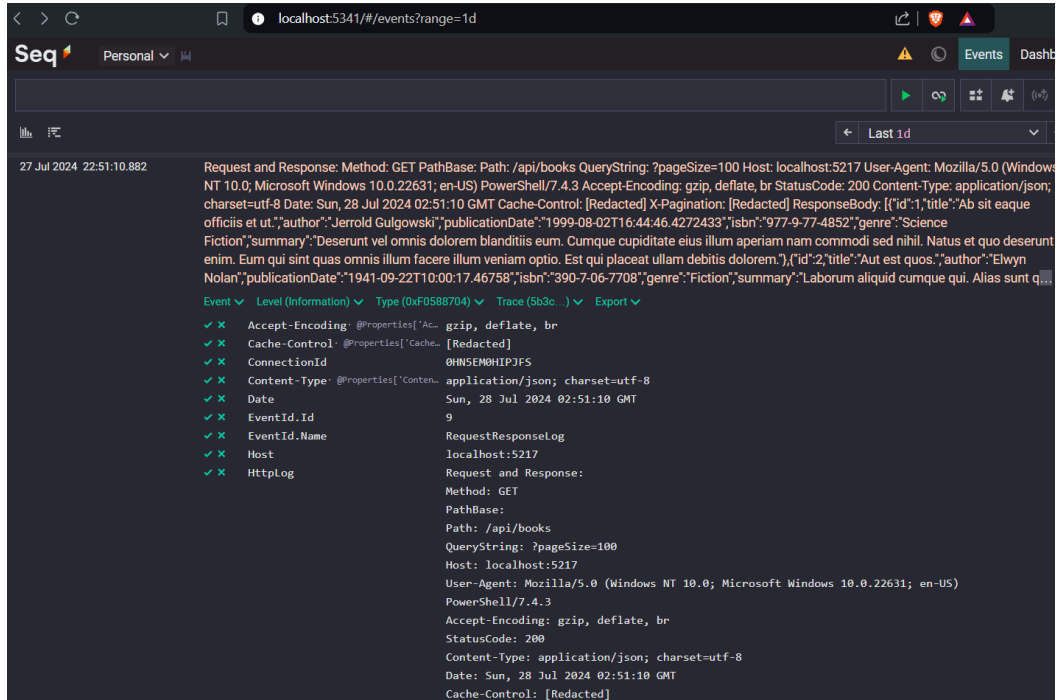 localhost:5341/#/events?range=1d
Seq Personal Events Dashb
Last 1d
27 Jul 2024 22:51:10.882 Request and Response: Method: GET PathBase: Path: /api/books QueryString: ?pageSize=100 Host: localhost:5217 User-Agent: Mozilla/5.0 (Windows
NT 10.0; Microsoft Windows 10.0.22631; en-US) PowerShell/7.4.3 Accept-Encoding: gzip, deflate, br StatusCode: 200 Content-Type: application/json;
charset=utf-8 Date: Sun, 28 Jul 2024 02:51:10 GMT Cache-Control: [Redacted] X-Pagination: [Redacted] ResponseBody: [{"id":1,"title":"Ab sit eaque
officiis et ut.","author":"Jerrold Gulgowski","publicationDate":"1999-08-02T16:44:46.4272433","isbn":"977-9-77-4852","genre":"Science
Fiction","summary":"Deserunt vel omnis dolorem blanditiis eum. Cumque cupiditate eius illum aperiam nam commodi sed nihil. Natus et quo deserunt
enim. Eum qui sint quas omnis illum facere illum veniam optio. Est qui placeat ullam debitis dolorem."},{"id":2,"title":"Aut est quos.","author":"Elwyn
Nolan","publicationDate":"1941-09-22T10:00:17.46758","isbn":"390-7-06-7708","genre":"Fiction","summary":"Laborum aliquid cumque qui. Alias sunt q...
Event Level (Information) Type (0xF0588704) Trace (5b3c...) Export
Accept-Encoding· @Properties['Ac… gzip, deflate, br
Cache-Control· @Properties['Cache… [Redacted]
ConnectionId 0HN5EM0HIPJFS
Content-Type· @Properties['Conten… application/json; charset=utf-8
Date Sun, 28 Jul 2024 02:51:10 GMT
EventId.Id 9
EventId.Name RequestResponseLog
Host localhost:5217
HttpLog Request and Response:
Method: GET
PathBase:
Path: /api/books
QueryString: ?pageSize=100
Host: localhost:5217
User-Agent: Mozilla/5.0 (Windows NT 10.0; Microsoft Windows 10.0.22631; en-US)
PowerShell/7.4.3
Accept-Encoding: gzip, deflate, br
StatusCode: 200
Content-Type: application/json; charset=utf-8
Date: Sun, 28 Jul 2024 02:51:10 GMT
Cache-Control: [Redacted]